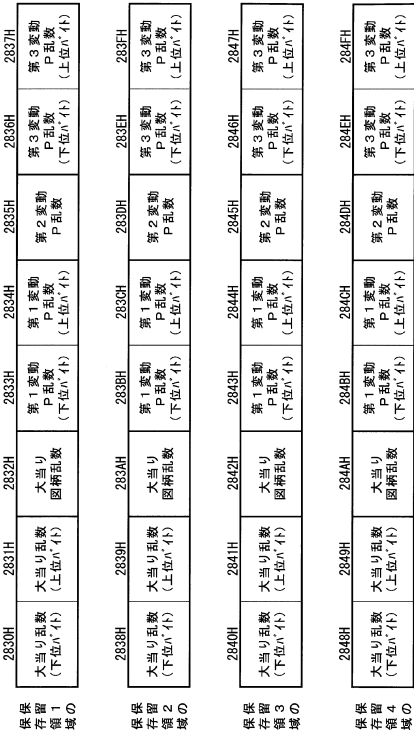 2830H
2831H
2832H
2833H
2834H
2835H
2836H
2837H
保留1の
保存領域
大当り乱数
(下位バイト)
大当り乱数
(上位バイト)
大当り
図柄乱数
第1変動
P乱数
(下位バイト)
第1変動
P乱数
(上位バイト)
第2変動
P乱数
第3変動
P乱数
(下位バイト)
第3変動
P乱数
(上位バイト)
2838H
2839H
283AH
283BH
283CH
283DH
283EH
283FH
保留2の
保存領域
大当り乱数
(下位バイト)
大当り乱数
(上位バイト)
大当り
図柄乱数
第1変動
P乱数
(下位バイト)
第1変動
P乱数
(上位バイト)
第2変動
P乱数
第3変動
P乱数
(下位バイト)
第3変動
P乱数
(上位バイト)
2840H
2841H
2842H
2843H
2844H
2845H
2846H
2847H
保留3の
保存領域
大当り乱数
(下位バイト)
大当り乱数
(上位バイト)
大当り
図柄乱数
第1変動
P乱数
(下位バイト)
第1変動
P乱数
(上位バイト)
第2変動
P乱数
第3変動
P乱数
(下位バイト)
第3変動
P乱数
(上位バイト)
2848H
2849H
284AH
284BH
284CH
284DH
284EH
284FH
保留4の
保存領域
大当り乱数
(下位バイト)
大当り乱数
(上位バイト)
大当り
図柄乱数
第1変動
P乱数
(下位バイト)
第1変動
P乱数
(上位バイト)
第2変動
P乱数
第3変動
P乱数
(下位バイト)
第3変動
P乱数
(上位バイト)